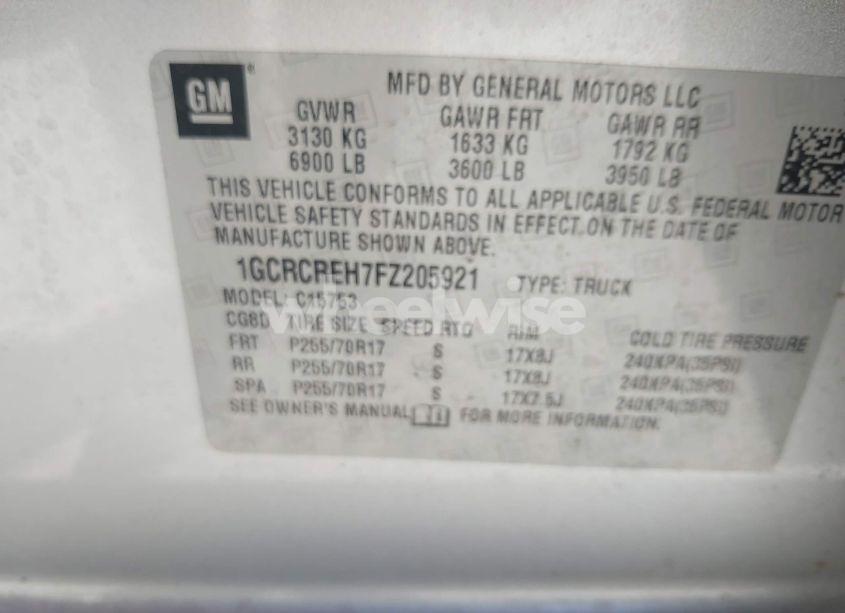 GM
MFD BY GENERAL MOTORS LLC
GVWR GAWR FRT GAWR RR
3130 KG 1633 KG 1792 KG
6900 LB 3600 LB 3950 LB
THIS VEHICLE CONFORMS TO ALL APPLICABLE U.S. FEDERAL MOTOR
VEHICLE SAFETY STANDARDS IN EFFECT ON THE DATE OF
MANUFACTURE SHOWN ABOVE.
1GCRCREH7FZ205921 TYPE: TRUCK
MODEL: C15753
wheelwise
CG8D TIRE SIZE SPEED RTG RIM COLD TIRE PRESSURE
FRT P255/70R17 S 17X8J 240KPA(35PSI)
RR P255/70R17 S 17X8J 240KPA(35PSI)
SPA P255/70R17 S 17X7.5J 240KPA(35PSI)
SEE OWNER'S MANUAL FOR MORE INFORMATION.